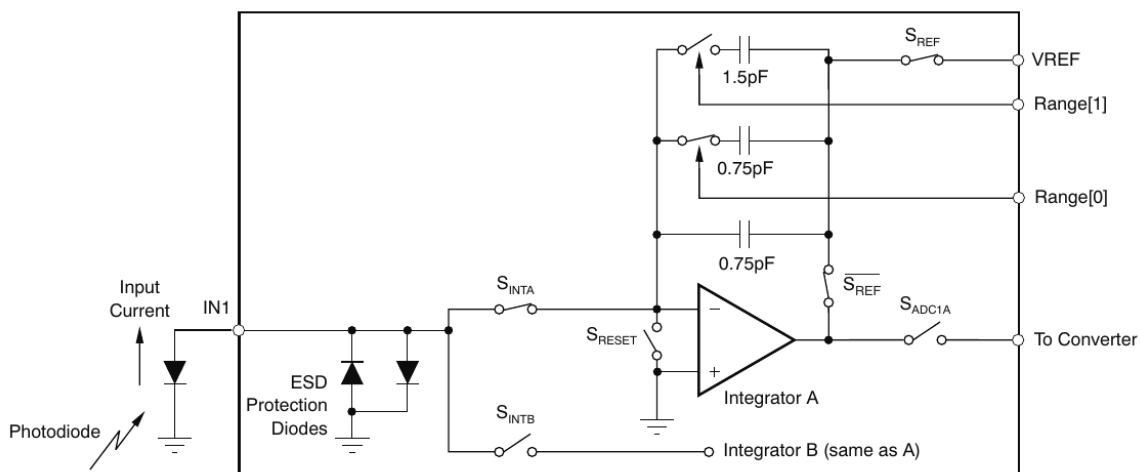 S_REF
VREF
1.5pF
Range[1]
0.75pF
Range[0]
0.75pF
S̅_R̅E̅F̅
Input
Current
IN1
S_INTA
S_RESET
−
+
S_ADC1A
To Converter
Integrator A
ESD
Protection
Diodes
Photodiode
S_INTB
Integrator B (same as A)